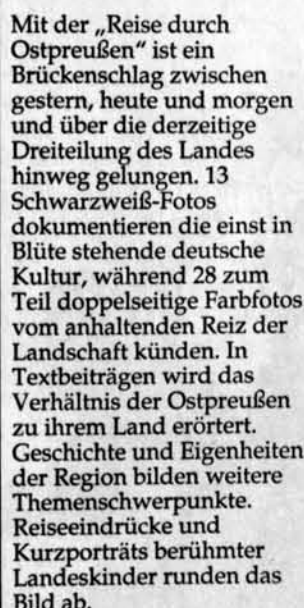 Mit der „Reise durch
Ostpreußen“ ist ein
Brückenschlag zwischen
gestern, heute und morgen
und über die derzeitige
Dreiteilung des Landes
hinweg gelungen. 13
Schwarzweiß-Fotos
dokumentieren die einst in
Blüte stehende deutsche
Kultur, während 28 zum
Teil doppelseitige Farbfotos
vom anhaltenden Reiz der
Landschaft künden. In
Textbeiträgen wird das
Verhältnis der Ostpreußen
zu ihrem Land erörtert.
Geschichte und Eigenheiten
der Region bilden weitere
Themenschwerpunkte.
Reiseeindrücke und
Kurzporträts berühmter
Landeskinder runden das
Bild ab.